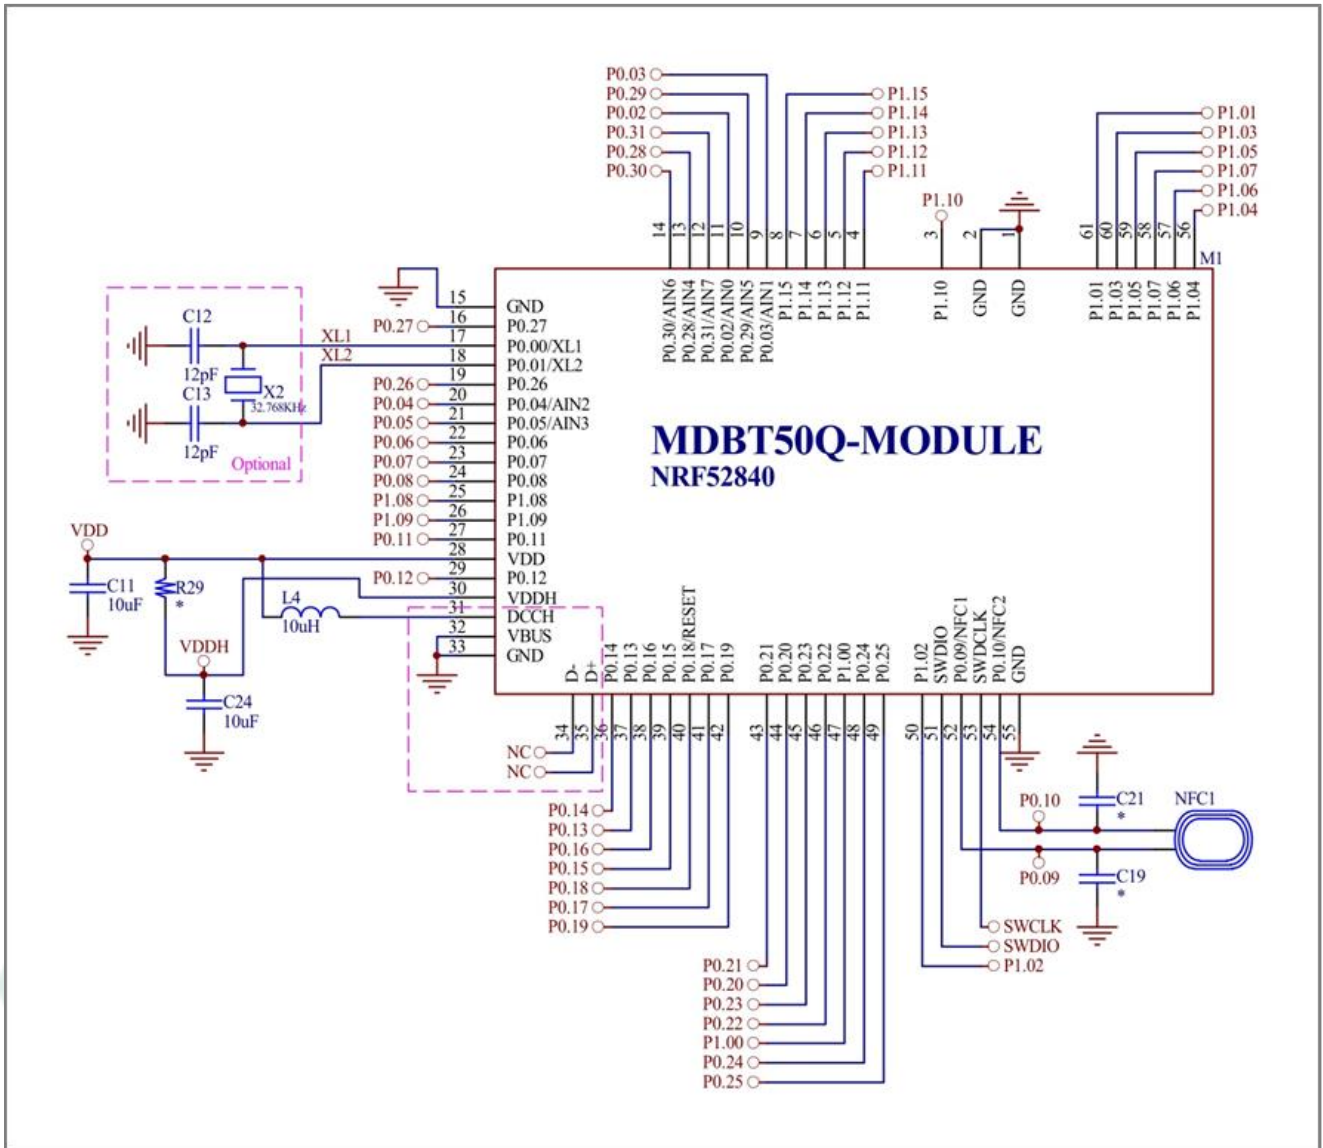 P0.03
P0.29
P0.02
P0.31
P0.28
P0.30
P1.15
P1.14
P1.13
P1.12
P1.11
P1.10
P1.01
P1.03
P1.05
P1.07
P1.06
P1.04
14 13 12 11 10 9 8 7 6 5 4 3 2 1 61 60 59 58 57 56
M1
P0.30/AIN6
P0.28/AIN4
P0.31/AIN7
P0.02/AIN0
P0.29/AIN5
P0.03/AIN1
P1.15
P1.14
P1.13
P1.12
P1.11
P1.10
GND
GND
P1.01
P1.03
P1.05
P1.07
P1.06
P1.04
15 GND
P0.27 16 P0.27
XL1 17 P0.00/XL1
XL2 18 P0.01/XL2
P0.26 19 P0.26
P0.04 20 P0.04/AIN2
P0.05 21 P0.05/AIN3
P0.06 22 P0.06
P0.07 23 P0.07
P0.08 24 P0.08
P1.08 25 P1.08
P1.09 26 P1.09
P0.11 27 P0.11
28 VDD
P0.12 29 P0.12
30 VDDH
31 DCCH
32 VBUS
33 GND
C12
12pF
C13
12pF
X2
32.768KHz
Optional
MDBT50Q-MODULE
NRF52840
VDD
C11
10uF
R29
*
L4
10uH
VDDH
C24
10uF
D-
D+
P0.14
P0.13
P0.16
P0.15
P0.18/RESET
P0.17
P0.19
P0.21
P0.20
P0.23
P0.22
P1.00
P0.24
P0.25
P1.02
SWDIO
P0.09/NFC1
SWDCLK
P0.10/NFC2
GND
34 35 36 37 38 39 40 41 42 43 44 45 46 47 48 49 50 51 52 53 54 55
NC
NC
P0.14
P0.13
P0.16
P0.15
P0.18
P0.17
P0.19
P0.21
P0.20
P0.23
P0.22
P1.00
P0.24
P0.25
P0.10
C21
*
NFC1
P0.09
C19
*
SWCLK
SWDIO
P1.02